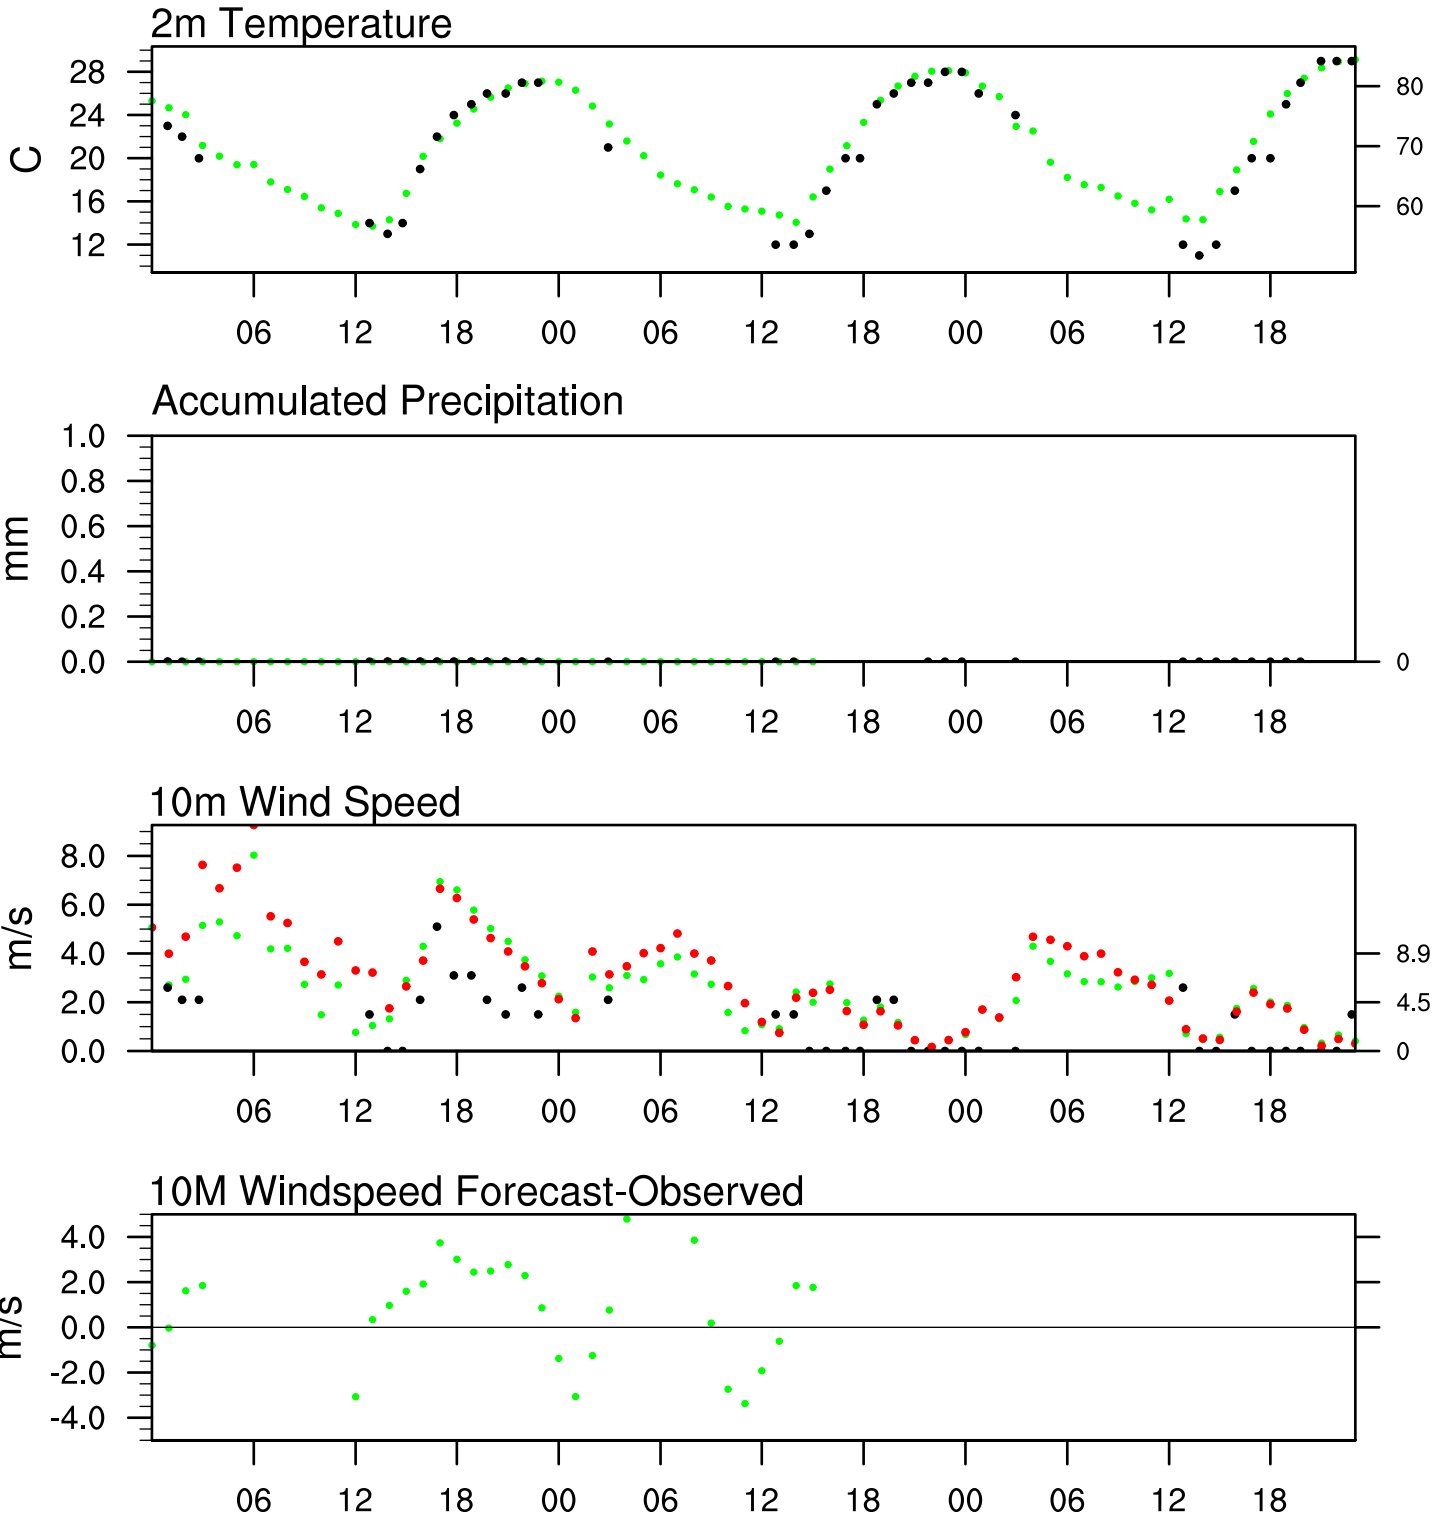 2m Temperature
C
28
24
20
16
12
80
70
60
06 12 18 00 06 12 18 00 06 12 18
Accumulated Precipitation
mm
1.0
0.8
0.6
0.4
0.2
0.0
0
06 12 18 00 06 12 18 00 06 12 18
10m Wind Speed
m/s
8.0
6.0
4.0
2.0
0.0
8.9
4.5
0
06 12 18 00 06 12 18 00 06 12 18
10M Windspeed Forecast-Observed
m/s
4.0
2.0
0.0
-2.0
-4.0
06 12 18 00 06 12 18 00 06 12 18